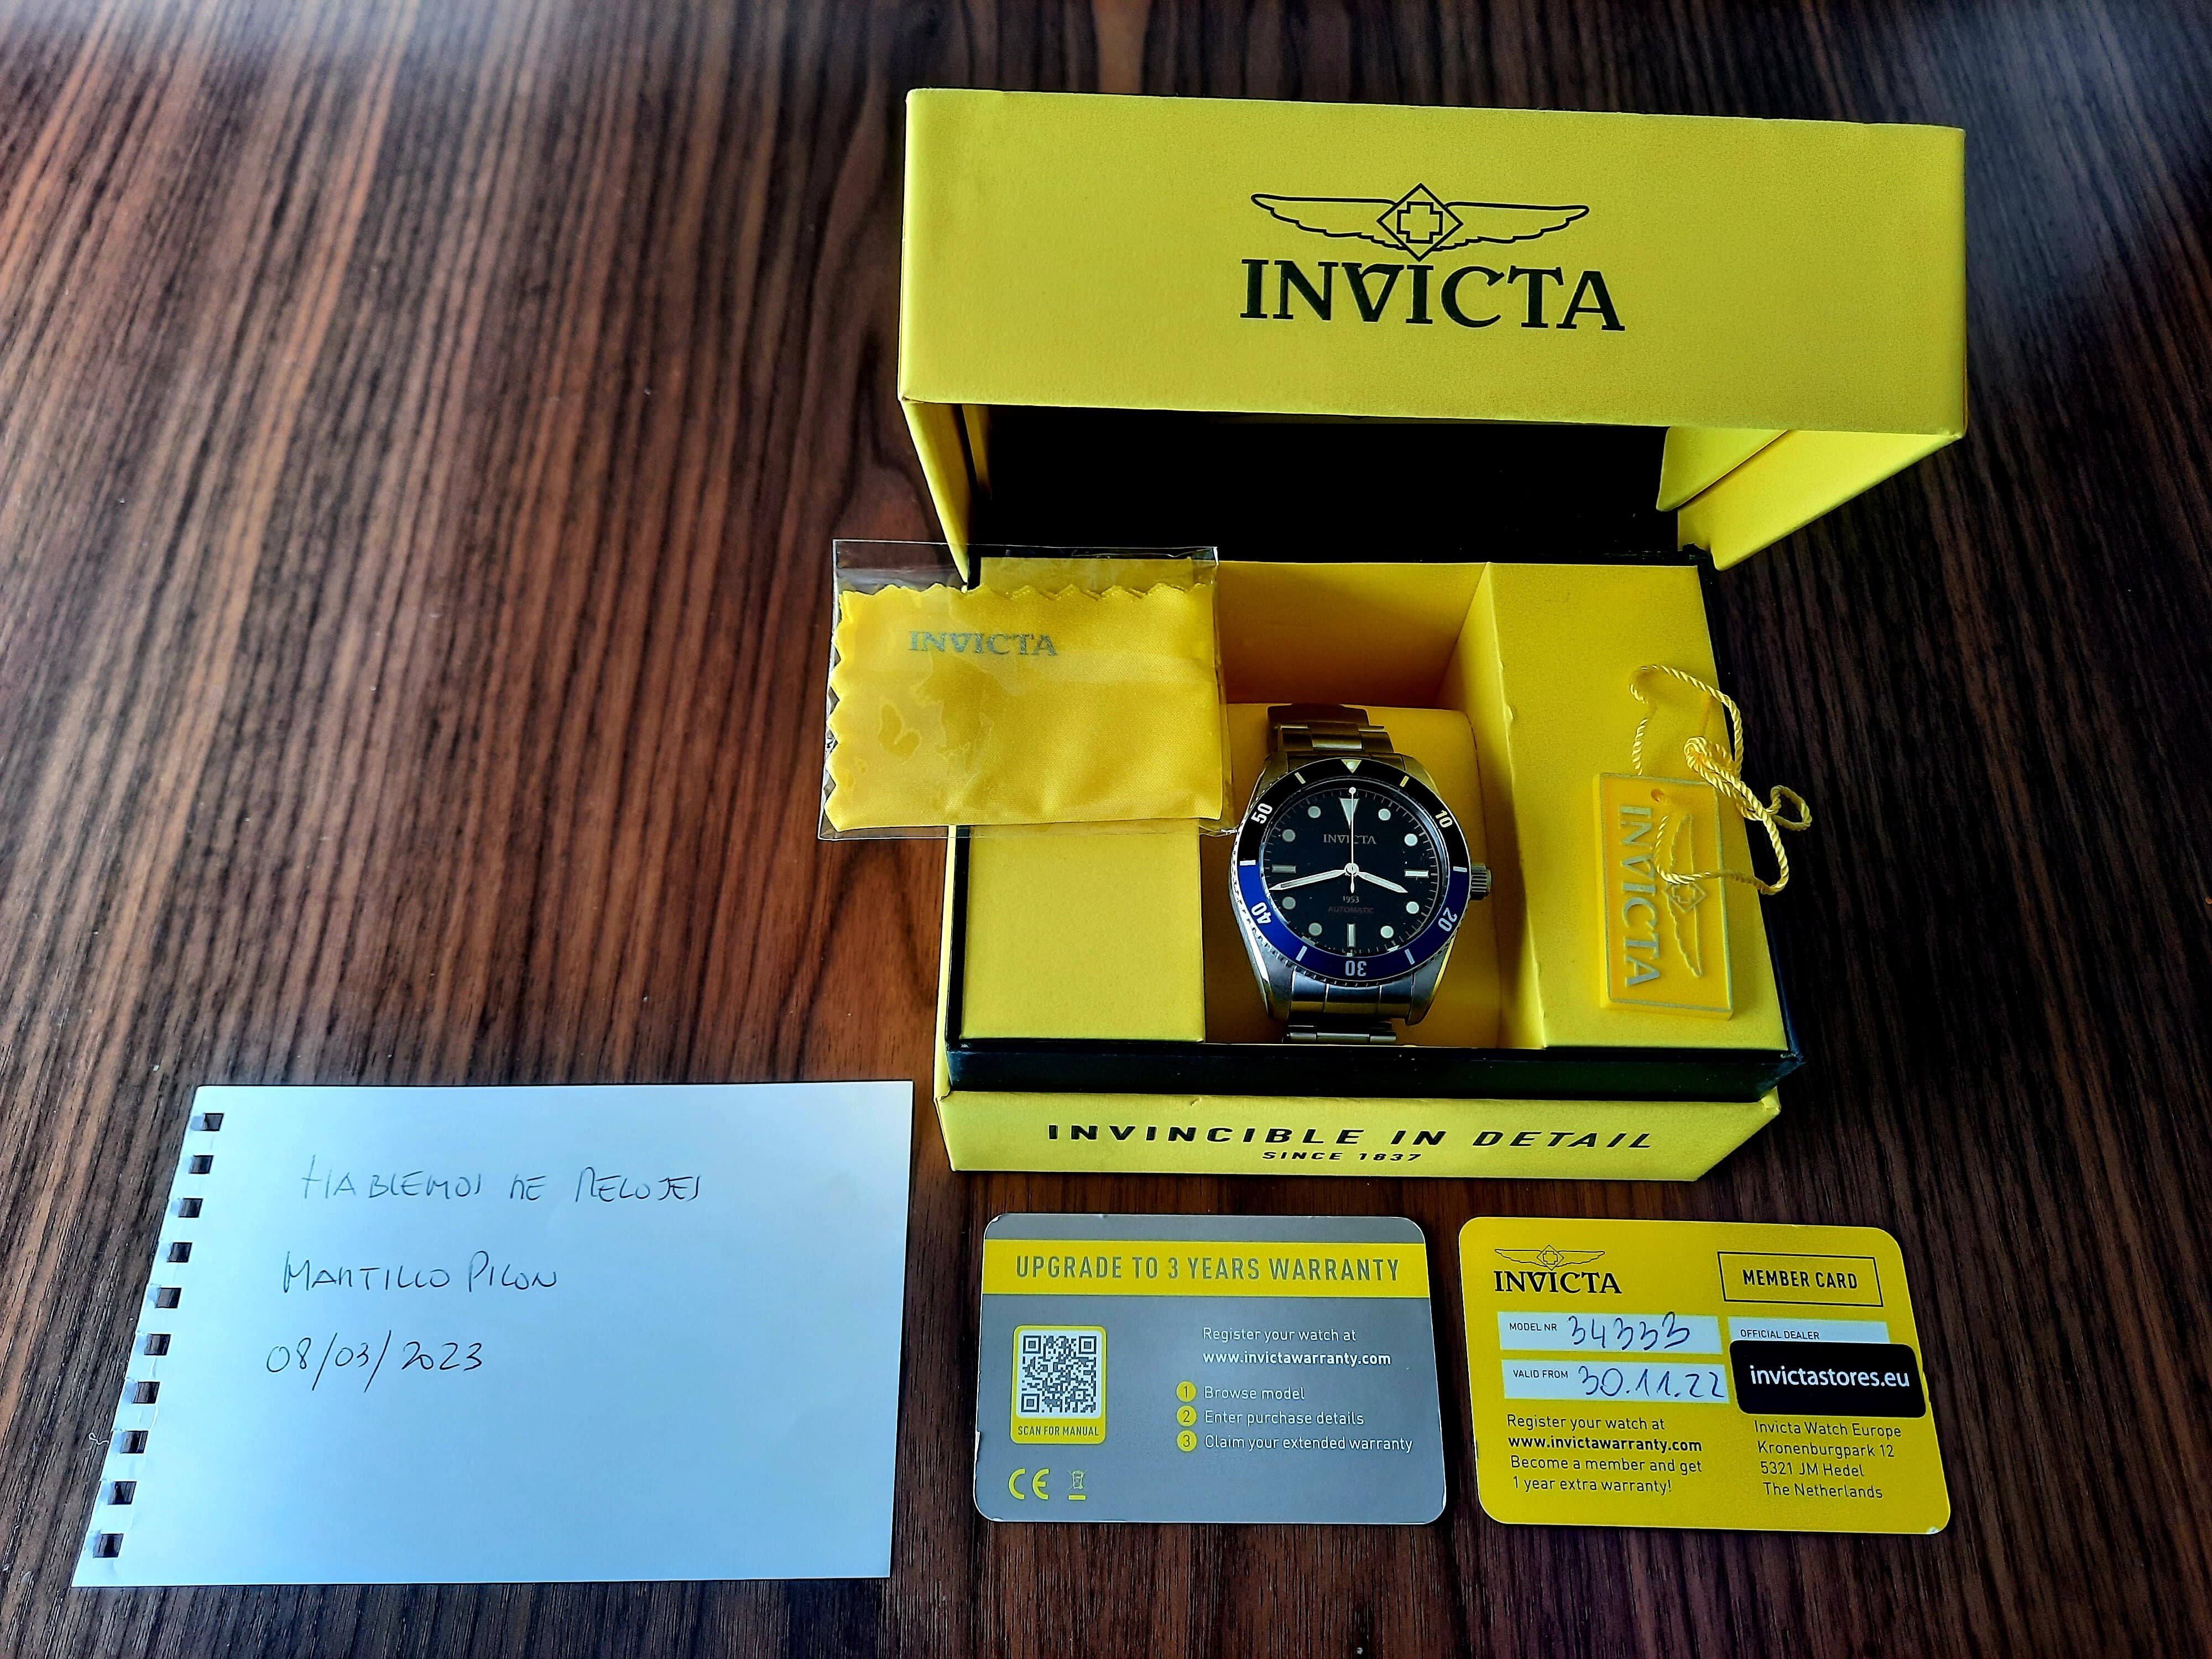 INVICTA
INVICTA
50
10
INVICTA
40
20
1953
AUTOMATIC
30
INVICTA
INVINCIBLE IN DETAIL
SINCE 1837
HABLEMOS DE RELOJES
MARTILLO PILON
08/03/2023
UPGRADE TO 3 YEARS WARRANTY
Register your watch at
www.invictawarranty.com
1 Browse model
2 Enter purchase details
3 Claim your extended warranty
SCAN FOR MANUAL
CE
INVICTA
MEMBER CARD
MODEL NR 34333
OFFICIAL DEALER
VALID FROM 30.11.22
invictastores.eu
Register your watch at
www.invictawarranty.com
Become a member and get
1 year extra warranty!
Invicta Watch Europe
Kronenburgpark 12
5321 JM Hedel
The Netherlands